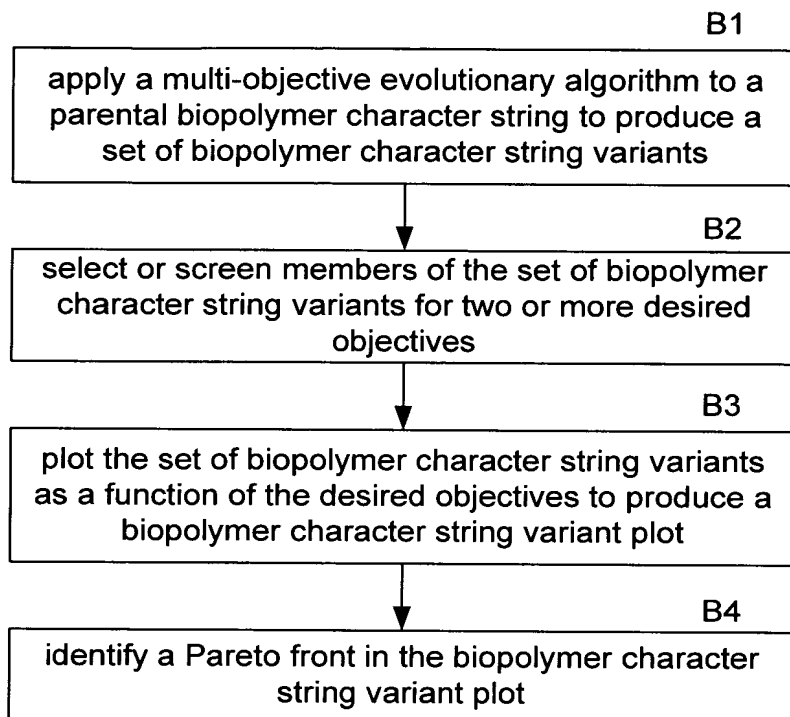 B1
apply a multi-objective evolutionary algorithm to a
parental biopolymer character string to produce a
set of biopolymer character string variants
B2
select or screen members of the set of biopolymer
character string variants for two or more desired
objectives
B3
plot the set of biopolymer character string variants
as a function of the desired objectives to produce a
biopolymer character string variant plot
B4
identify a Pareto front in the biopolymer character
string variant plot